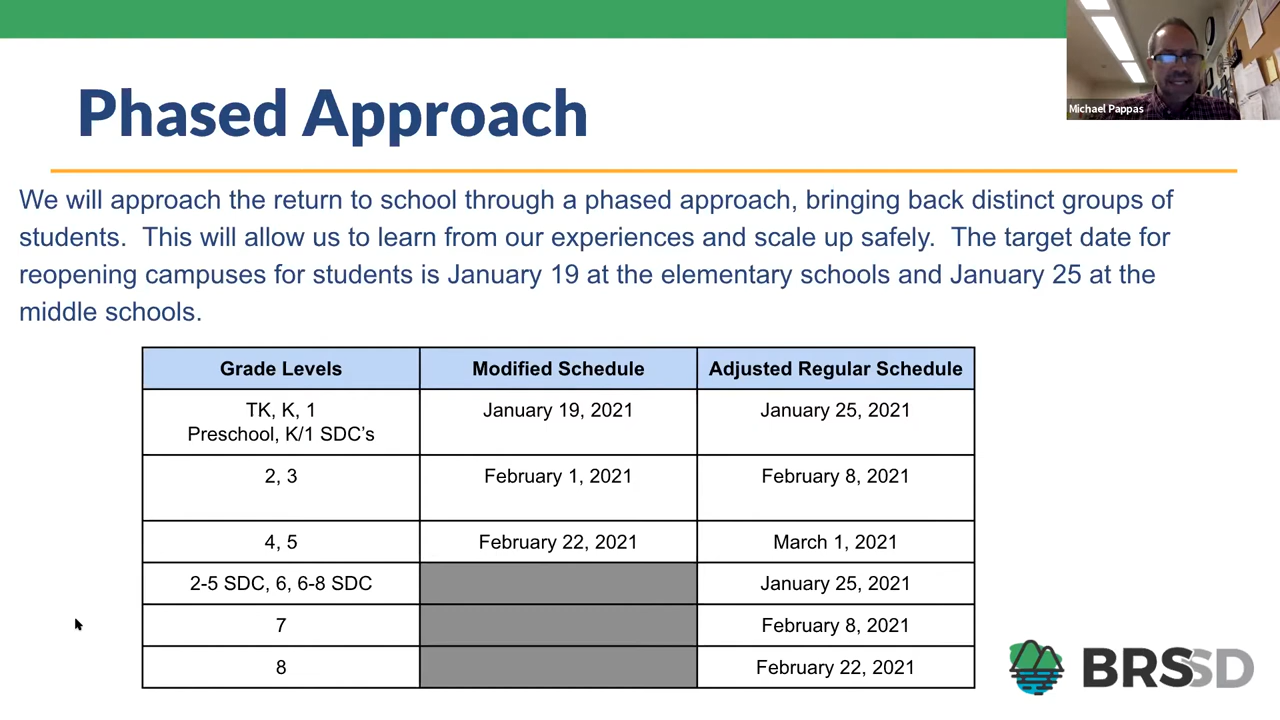 Phased Approach
Michael Pappas
We will approach the return to school through a phased approach, bringing back distinct groups of
students.  This will allow us to learn from our experiences and scale up safely.  The target date for
reopening campuses for students is January 19 at the elementary schools and January 25 at the
middle schools.
Grade Levels Modified Schedule Adjusted Regular Schedule
TK, K, 1 January 19, 2021 January 25, 2021
Preschool, K/1 SDC's
2, 3 February 1, 2021 February 8, 2021
4, 5 February 22, 2021 March 1, 2021
2-5 SDC, 6, 6-8 SDC January 25, 2021
7 February 8, 2021
8 February 22, 2021
BRSSD